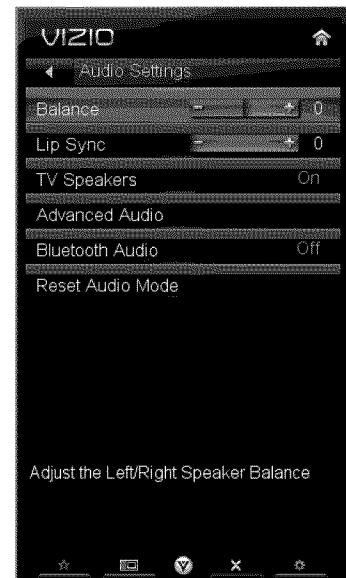 VIZIO
Audio Settings
Balance - + 0
Lip Sync - + 0
TV Speakers On
Advanced Audio
Bluetooth Audio Off
Reset Audio Mode
Adjust the Left/Right Speaker Balance